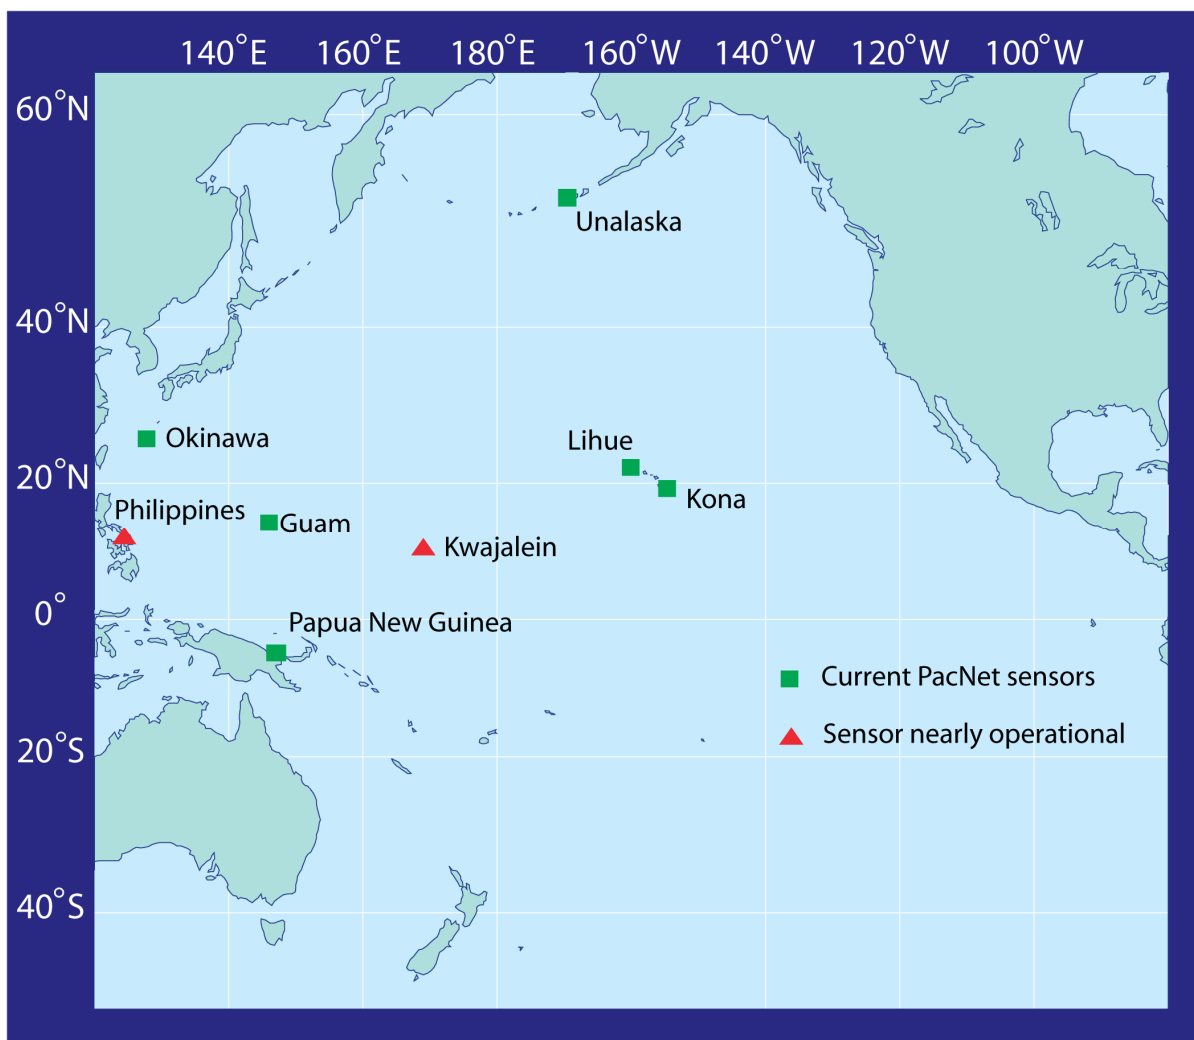 140°E 160°E 180°E 160°W 140°W 120°W 100°W
60°N
Unalaska
40°N
Okinawa
Lihue
20°N
Kona
Philippines
Guam
Kwajalein
0°
Papua New Guinea
Current PacNet sensors
Sensor nearly operational
20°S
40°S